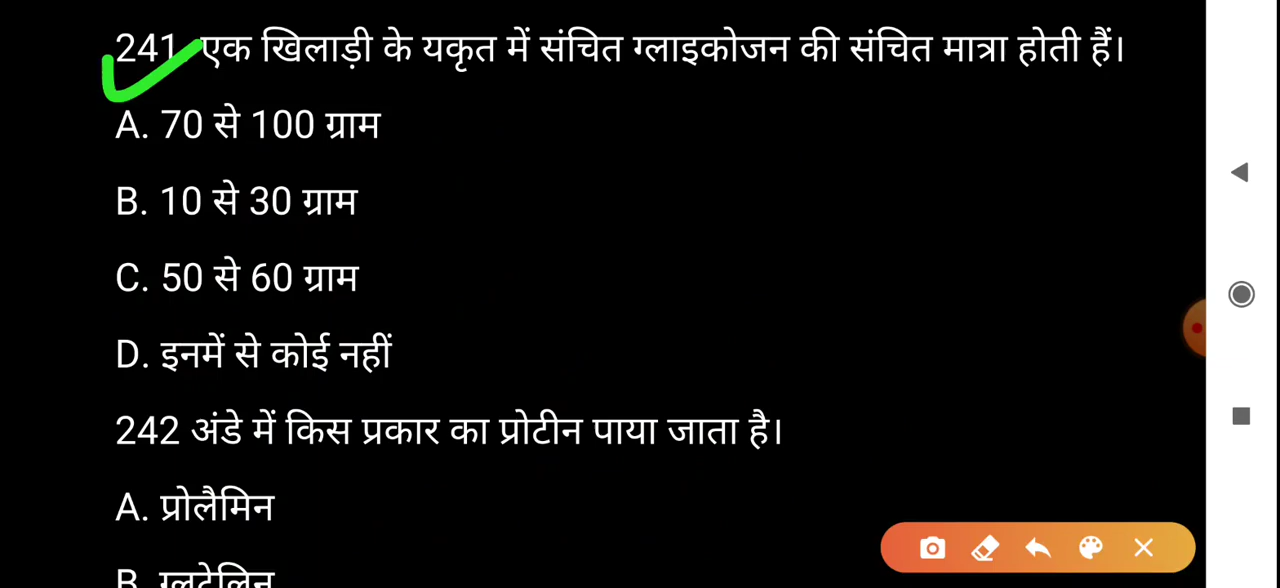 241. एक खिलाड़ी के यकृत में संचित ग्लाइकोजन की संचित मात्रा होती हैं।
A. 70 से 100 ग्राम
B. 10 से 30 ग्राम
C. 50 से 60 ग्राम
D. इनमें से कोई नहीं
242 अंडे में किस प्रकार का प्रोटीन पाया जाता है।
A. प्रोलैमिन
B. ग्लूटेलिन